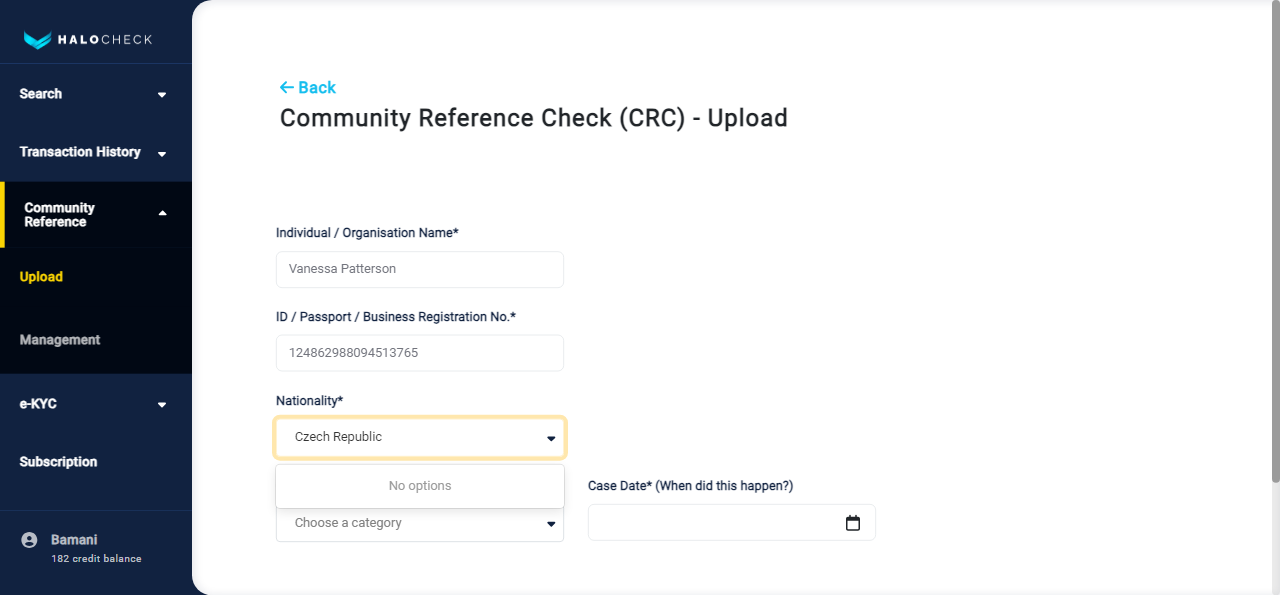 HALOCHECK
Search
Transaction History
Community
Reference
Upload
Management
e-KYC
Subscription
Bamani
182 credit balance
Back
Community Reference Check (CRC) - Upload
Individual / Organisation Name*
Vanessa Patterson
ID / Passport / Business Registration No.*
124862988094513765
Nationality*
Czech Republic
No options
Case Date* (When did this happen?)
Choose a category